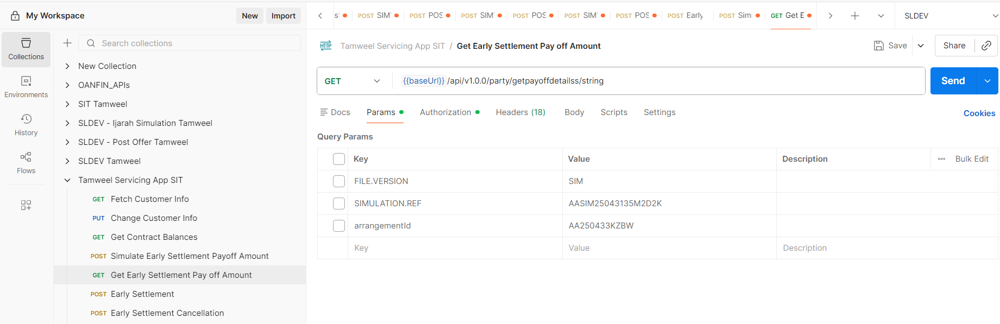 My Workspace
New
Import
s'
POST SIM'
POST POS
POST SIM'
POST POS
POST SIM'
POST POS
POST Early
POST Sim
GET Get E
SLDEV
Collections
Environments
History
Flows
Search collections
New Collection
OANFIN_APIs
SIT Tamweel
SLDEV - Ijarah Simulation Tamweel
SLDEV - Post Offer Tamweel
SLDEV Tamweel
Tamweel Servicing App SIT
GET Fetch Customer Info
PUT Change Customer Info
GET Get Contract Balances
POST Simulate Early Settlement Payoff Amount
GET Get Early Settlement Pay off Amount
POST Early Settlement
POST Early Settlement Cancellation
HTTP Tamweel Servicing App SIT / Get Early Settlement Pay off Amount
Save
Share
GET {{baseUrl}} /api/v1.0.0/party/getpayoffdetailss/string
Send
Docs Params Authorization Headers (18) Body Scripts Settings
Cookies
Query Params
Key Value Description Bulk Edit
FILE.VERSION SIM
SIMULATION.REF AASIM25043135M2D2K
arrangementId AA250433KZBW
Key Value Description